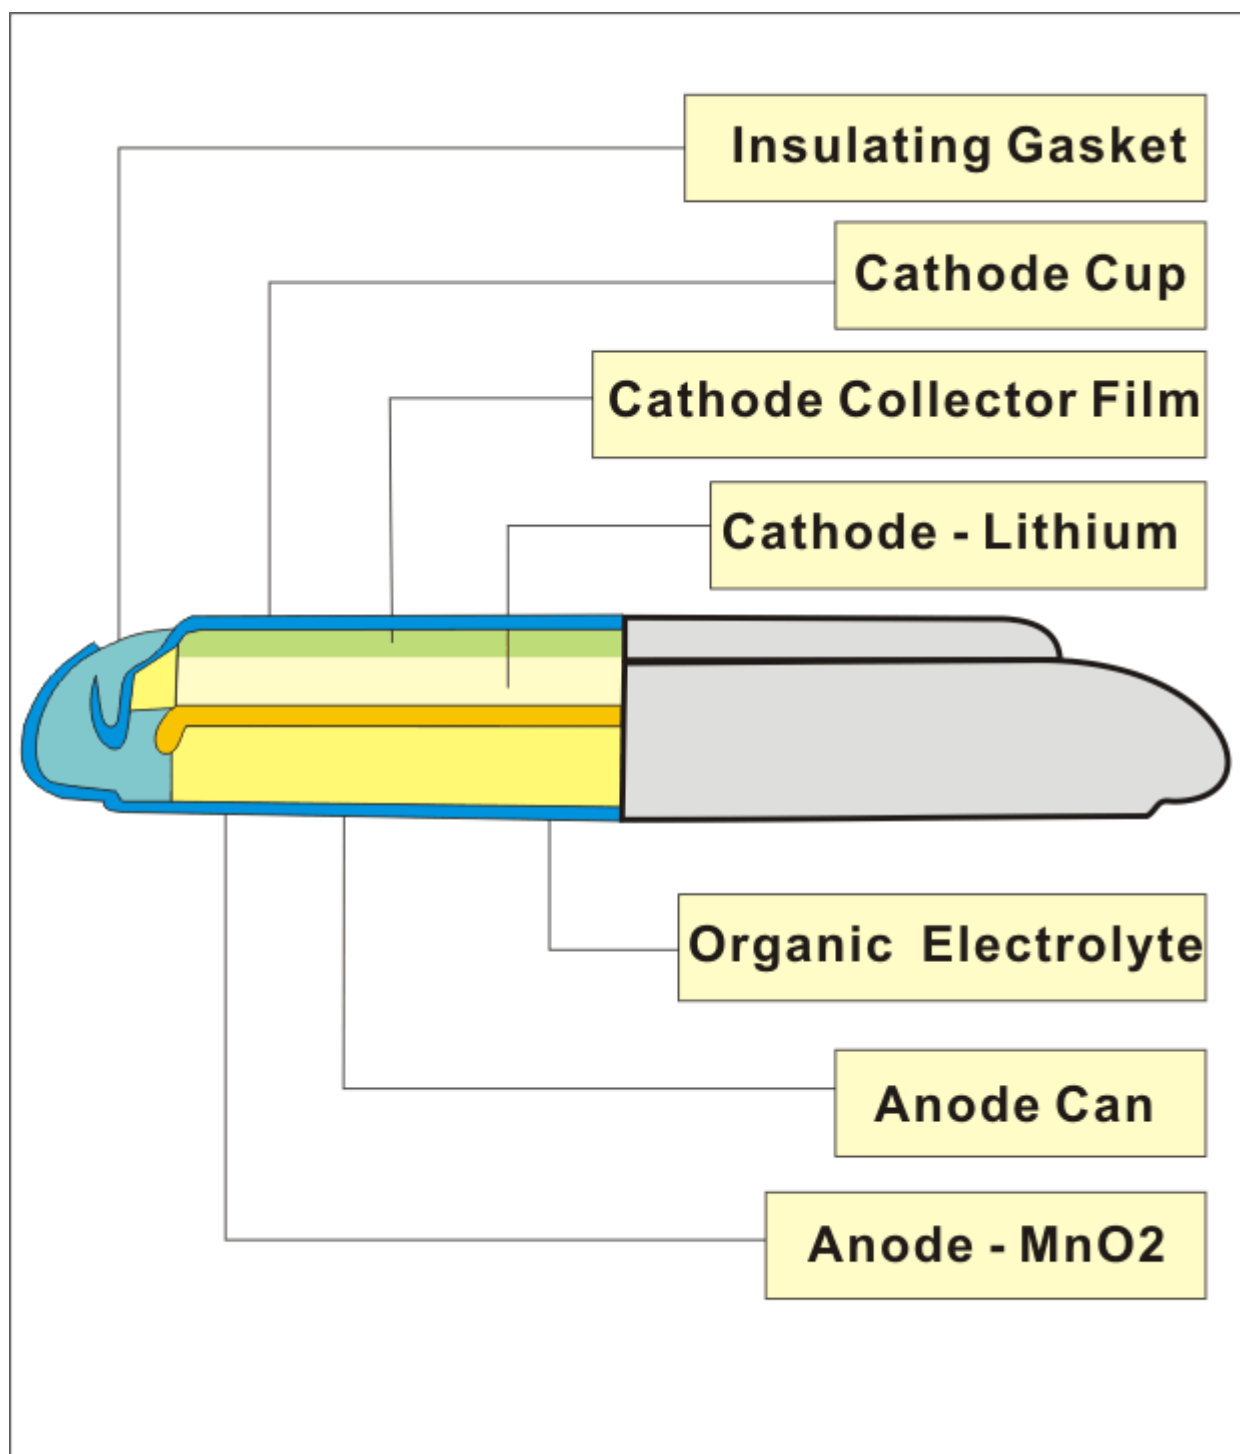 Insulating Gasket
Cathode Cup
Cathode Collector Film
Cathode - Lithium
Organic Electrolyte
Anode Can
Anode - MnO2